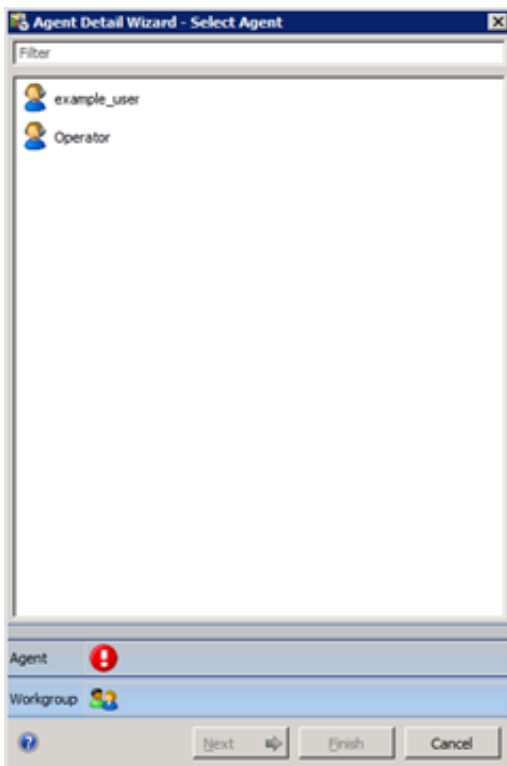 Agent Detail Wizard - Select Agent
Filter
example_user
Operator
Agent
Workgroup
Next Finish Cancel